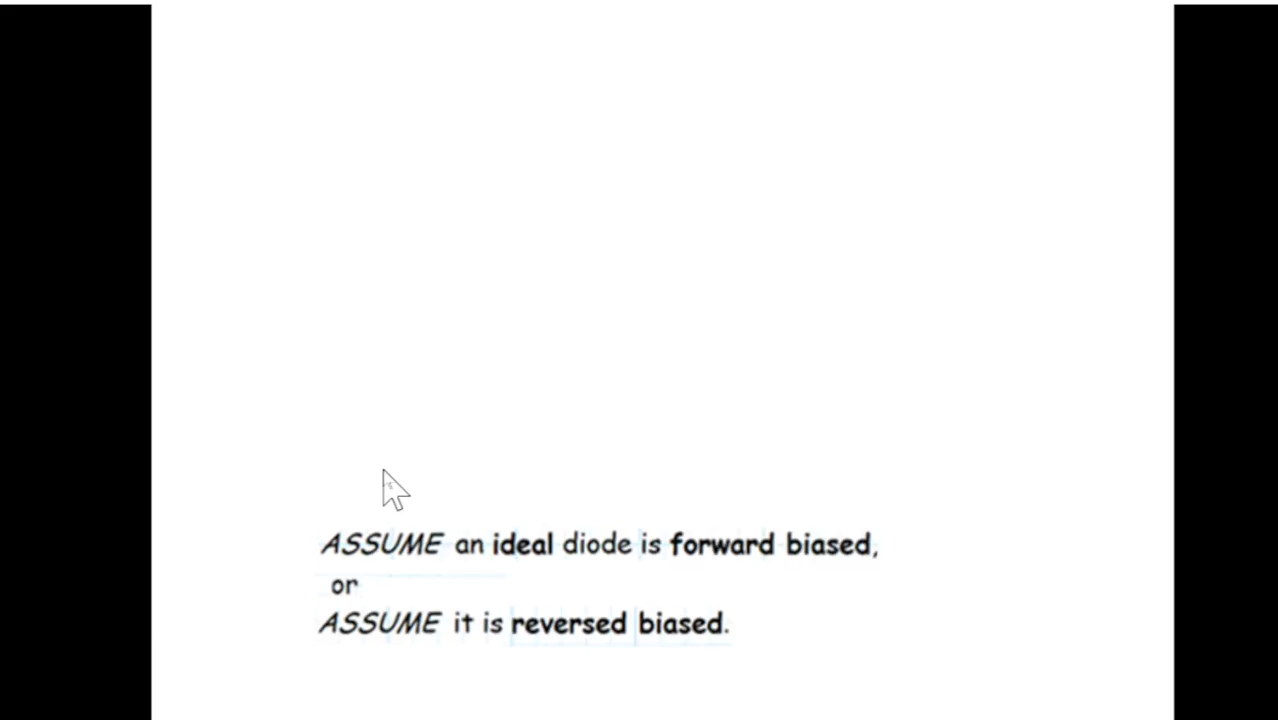 ASSUME an ideal diode is forward biased,
or
ASSUME it is reversed biased.